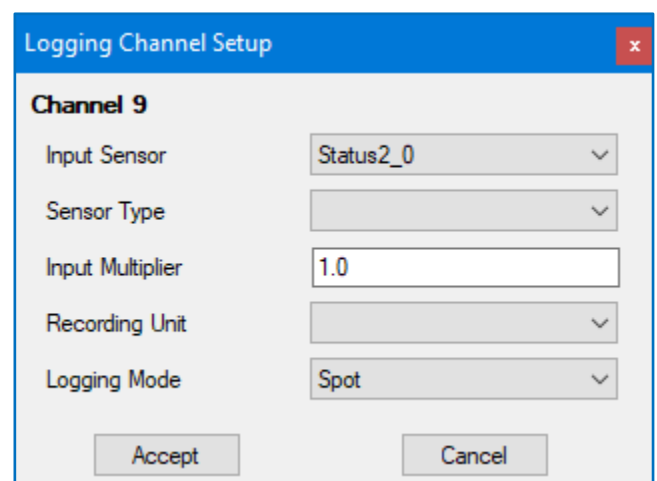 Logging Channel Setup x
Channel 9
Input Sensor Status2_0
Sensor Type
Input Multiplier 1.0
Recording Unit
Logging Mode Spot
Accept Cancel